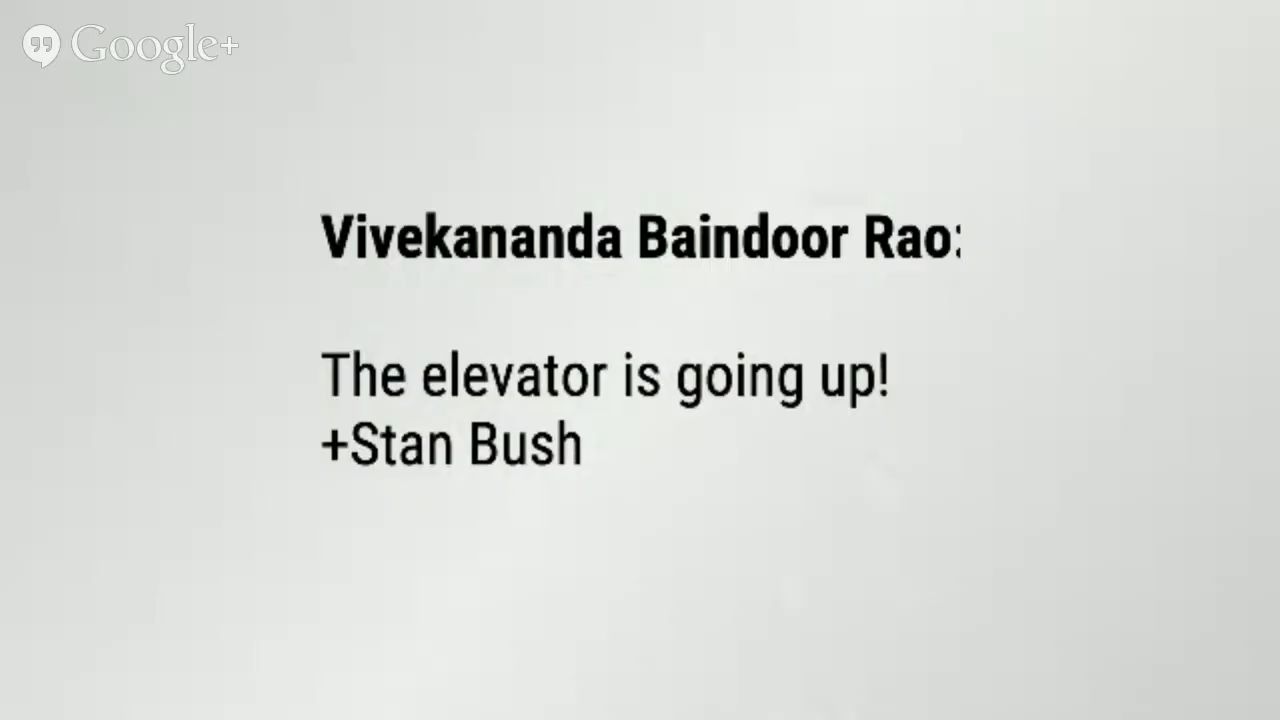 Google+
Vivekananda Baindoor Rao:
The elevator is going up!
+Stan Bush